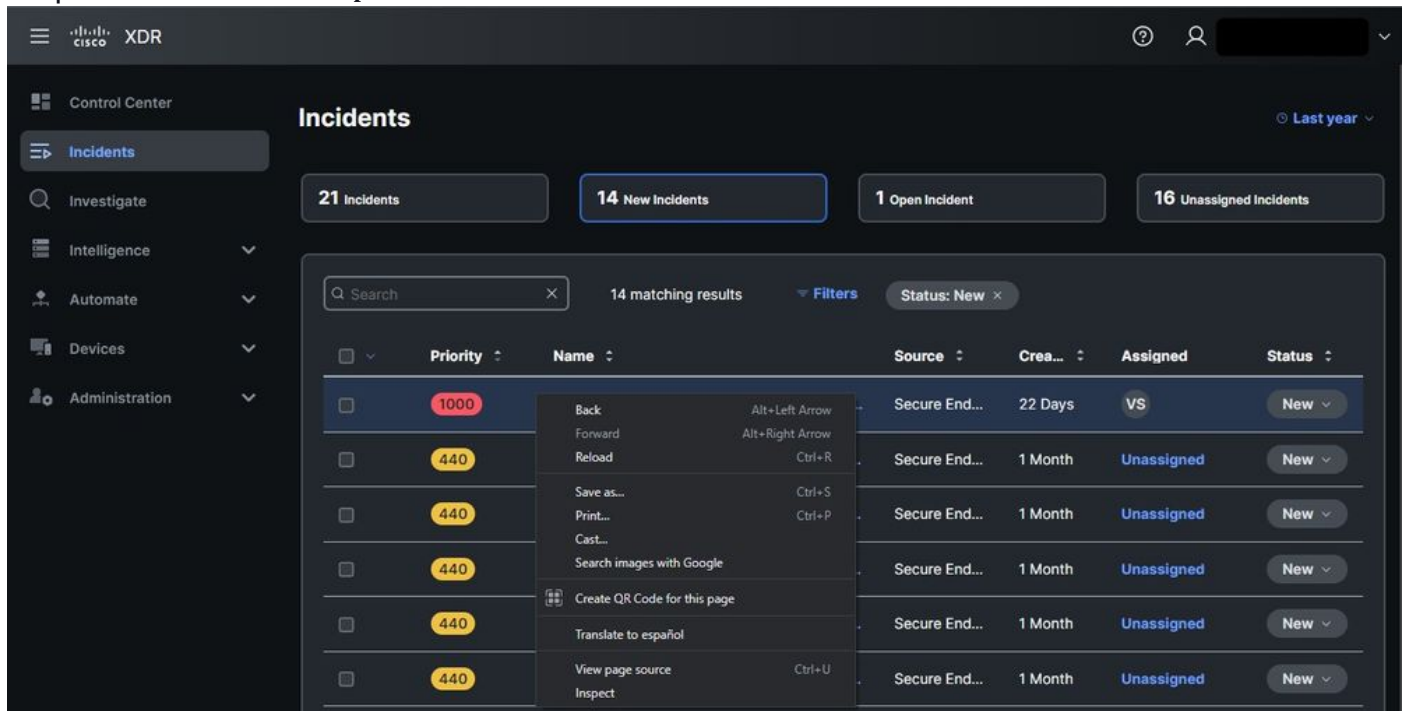 cisco XDR
Control Center
Incidents
Investigate
Intelligence
Automate
Devices
Administration
Incidents
Last year
21 Incidents
14 New Incidents
1 Open Incident
16 Unassigned Incidents
Search
14 matching results
Filters
Status: New ×
Priority Name Source Crea... Assigned Status
1000 Secure End... 22 Days VS New
440 Secure End... 1 Month Unassigned New
440 Secure End... 1 Month Unassigned New
440 Secure End... 1 Month Unassigned New
440 Secure End... 1 Month Unassigned New
440 Secure End... 1 Month Unassigned New
Back Alt+Left Arrow
Forward Alt+Right Arrow
Reload Ctrl+R
Save as... Ctrl+S
Print... Ctrl+P
Cast...
Search images with Google
Create QR Code for this page
Translate to español
View page source Ctrl+U
Inspect